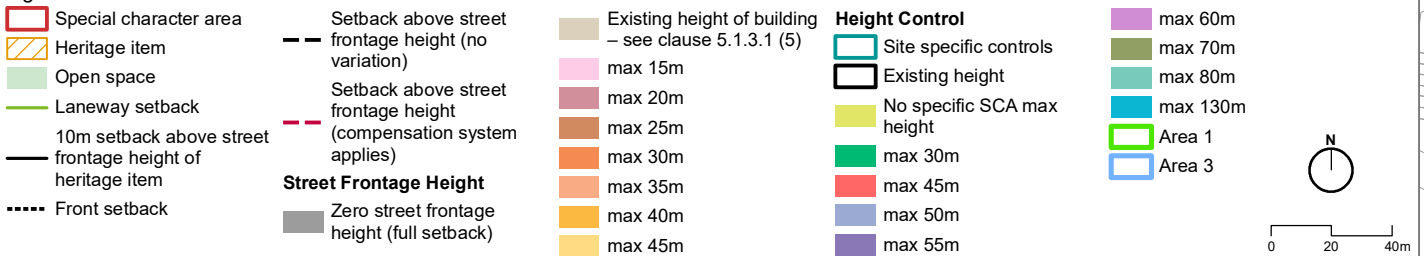 Special character area
Heritage item
Open space
Laneway setback
10m setback above street
frontage height of
heritage item
Front setback
Setback above street
frontage height (no
variation)
Setback above street
frontage height
(compensation system
applies)
Street Frontage Height
Zero street frontage
height (full setback)
Existing height of building
– see clause 5.1.3.1 (5)
max 15m
max 20m
max 25m
max 30m
max 35m
max 40m
max 45m
Height Control
Site specific controls
Existing height
No specific SCA max
height
max 30m
max 45m
max 50m
max 55m
max 60m
max 70m
max 80m
max 130m
Area 1
Area 3
N
0 20 40m